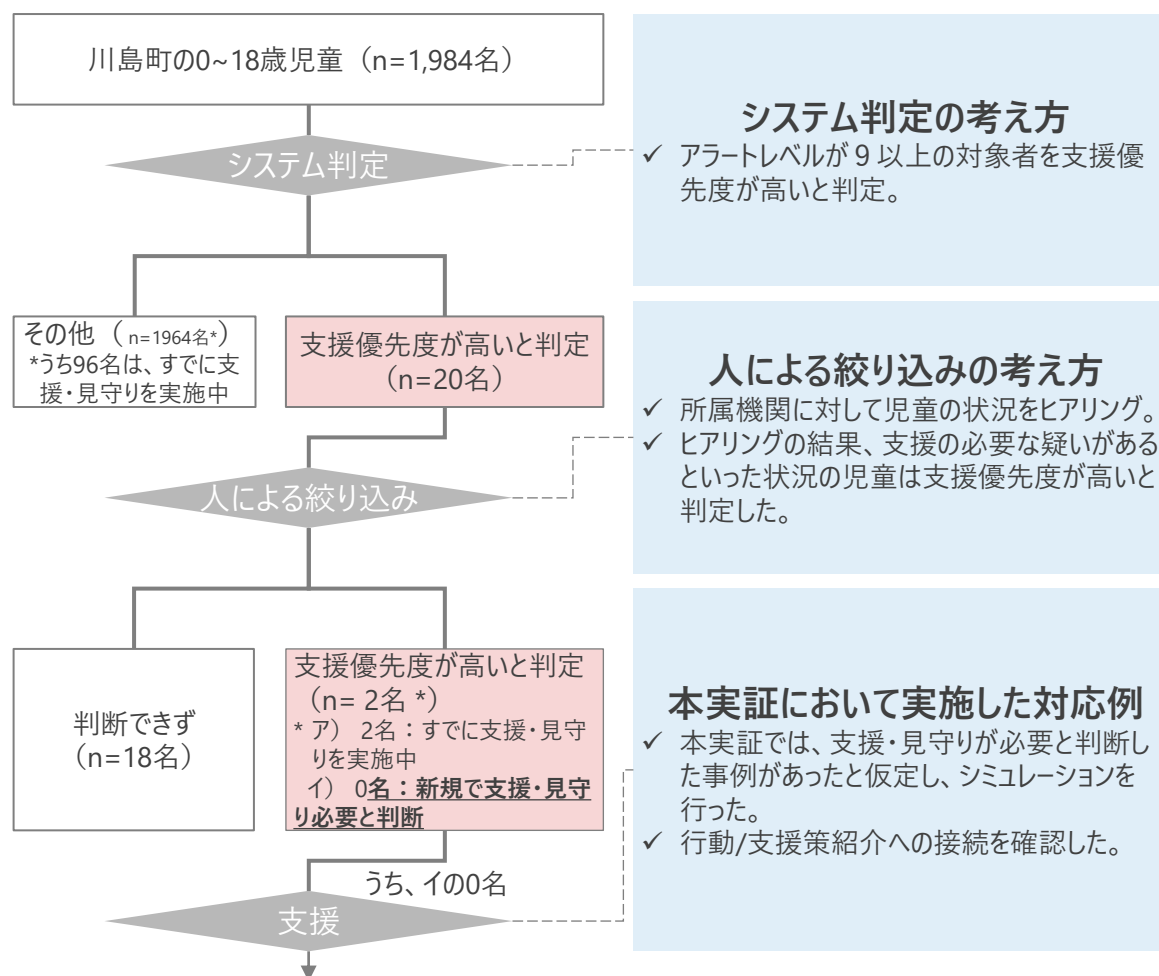 川島町の0~18歳児童（n=1,984名）
システム判定
システム判定の考え方
✓ アラートレベルが９以上の対象者を支援優
先度が高いと判定。
その他（ n=1964名*）
*うち96名は、すでに支
援・見守りを実施中
支援優先度が高いと判定
（n=20名）
人による絞り込み
人による絞り込みの考え方
✓ 所属機関に対して児童の状況をヒアリング。
✓ ヒアリングの結果、支援の必要な疑いがある
といった状況の児童は支援優先度が高いと
判定した。
判断できず
（n=18名）
支援優先度が高いと判定
（n= 2名 *）
* ア） 2名：すでに支援・見守
りを実施中
イ） 0名：新規で支援・見守
り必要と判断
うち、イの0名
支援
本実証において実施した対応例
✓ 本実証では、支援・見守りが必要と判断し
た事例があったと仮定し、シミュレーションを
行った。
✓ 行動/支援策紹介への接続を確認した。